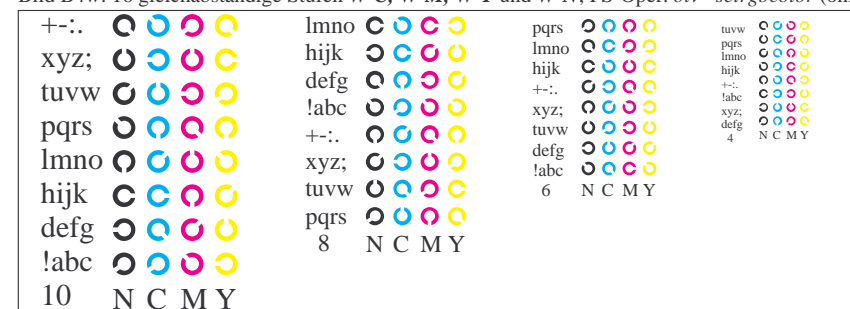 +-:.
xyz;
tuvw
pqrs
lmno
hijk
defg
!abc
10 N C M Y
lmno
hijk
defg
!abc
+-:.
xyz;
tuvw
pqrs
8 N C M Y
pqrs
lmno
hijk
+-:.
xyz;
tuvw
defg
!abc
6 N C M Y
tuvw
pqrs
lmno
hijk
+-:.
!abc
xyz;
defg
4 N C M Y